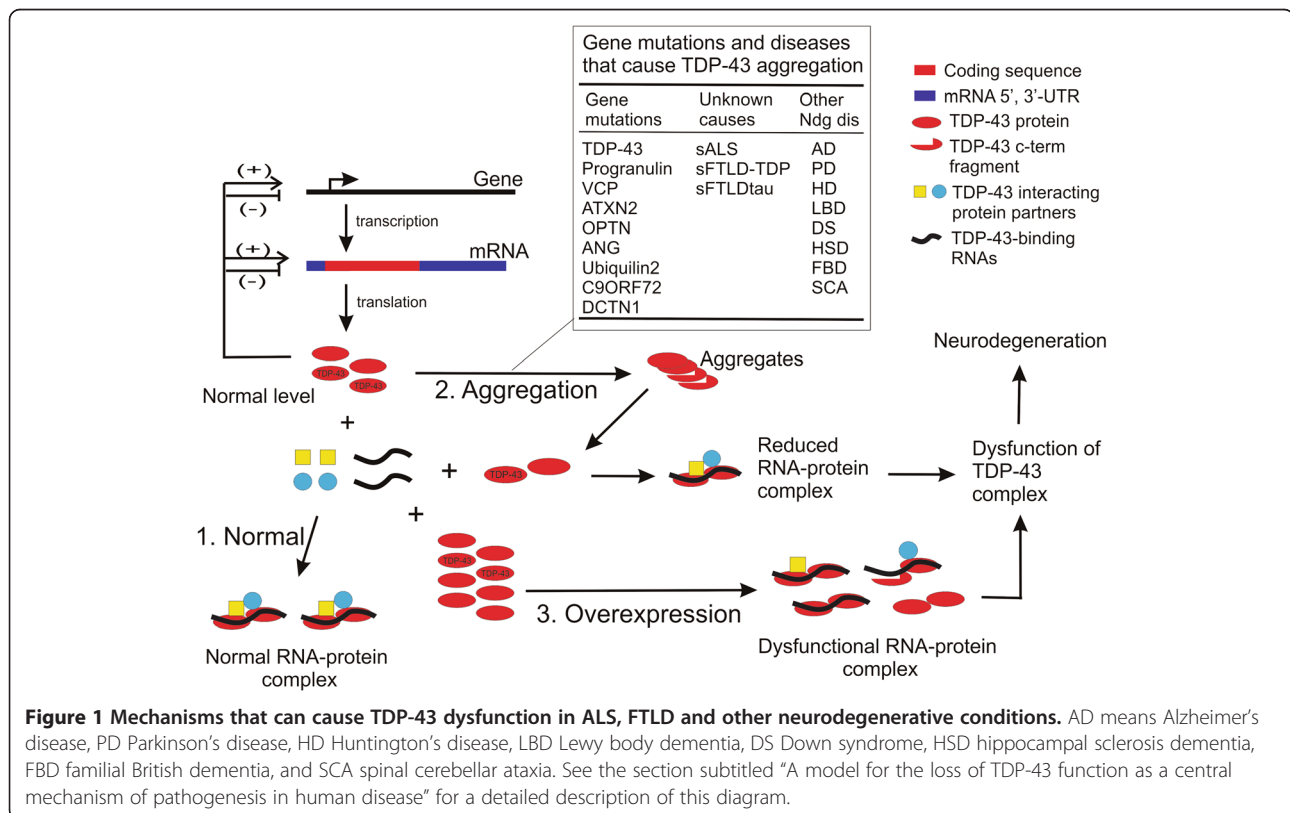 Gene mutations and diseases
that cause TDP-43 aggregation
Gene
mutations
Unknown
causes
Other
Ndg dis
TDP-43 sALS AD
Progranulin sFTLD-TDP PD
VCP sFTLDtau HD
ATXN2 LBD
OPTN DS
ANG HSD
Ubiquilin2 FBD
C9ORF72 SCA
DCTN1
Coding sequence
mRNA 5', 3'-UTR
TDP-43 protein
TDP-43 c-term
fragment
TDP-43 interacting
protein partners
TDP-43-binding
RNAs
(+)
(-)
Gene
transcription
(+)
(-)
mRNA
translation
TDP-43
TDP-43
Normal level
2. Aggregation
Aggregates
Neurodegeneration
+
+
TDP-43
Reduced
RNA-protein
complex
Dysfunction of
TDP-43
complex
1. Normal
+
TDP-43
TDP-43
3. Overexpression
Normal RNA-protein
complex
Dysfunctional RNA-protein
complex
Figure 1 Mechanisms that can cause TDP-43 dysfunction in ALS, FTLD and other neurodegenerative conditions. AD means Alzheimer's
disease, PD Parkinson's disease, HD Huntington's disease, LBD Lewy body dementia, DS Down syndrome, HSD hippocampal sclerosis dementia,
FBD familial British dementia, and SCA spinal cerebellar ataxia. See the section subtitled "A model for the loss of TDP-43 function as a central
mechanism of pathogenesis in human disease" for a detailed description of this diagram.